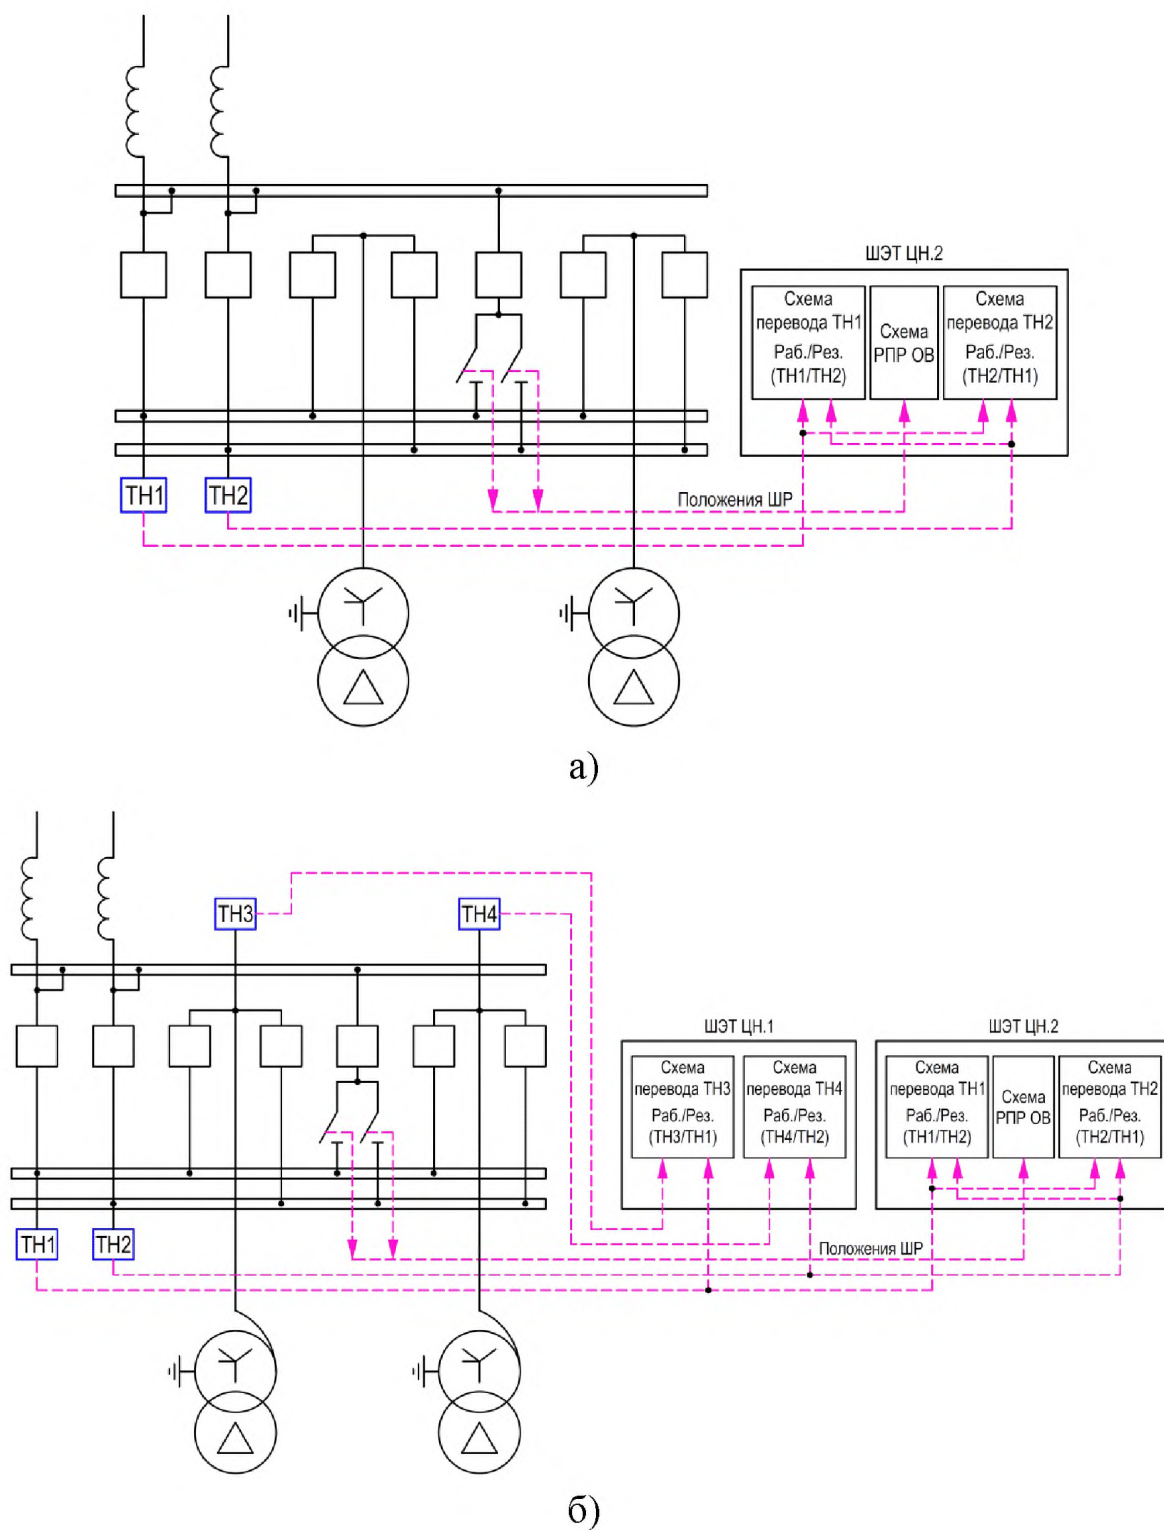 ШЭТ ЦН.2
Схема
перевода ТН1
Раб./Рез.
(ТН1/ТН2)
Схема
РПР ОВ
Схема
перевода ТН2
Раб./Рез.
(ТН2/ТН1)
ТН1
ТН2
Положения ШР
а)
ТН3
ТН4
ШЭТ ЦН.1
ШЭТ ЦН.2
Схема
перевода ТН3
Раб./Рез.
(ТН3/ТН1)
Схема
перевода ТН4
Раб./Рез.
(ТН4/ТН2)
Схема
перевода ТН1
Раб./Рез.
(ТН1/ТН2)
Схема
РПР ОВ
Схема
перевода ТН2
Раб./Рез.
(ТН2/ТН1)
ТН1
ТН2
Положения ШР
б)